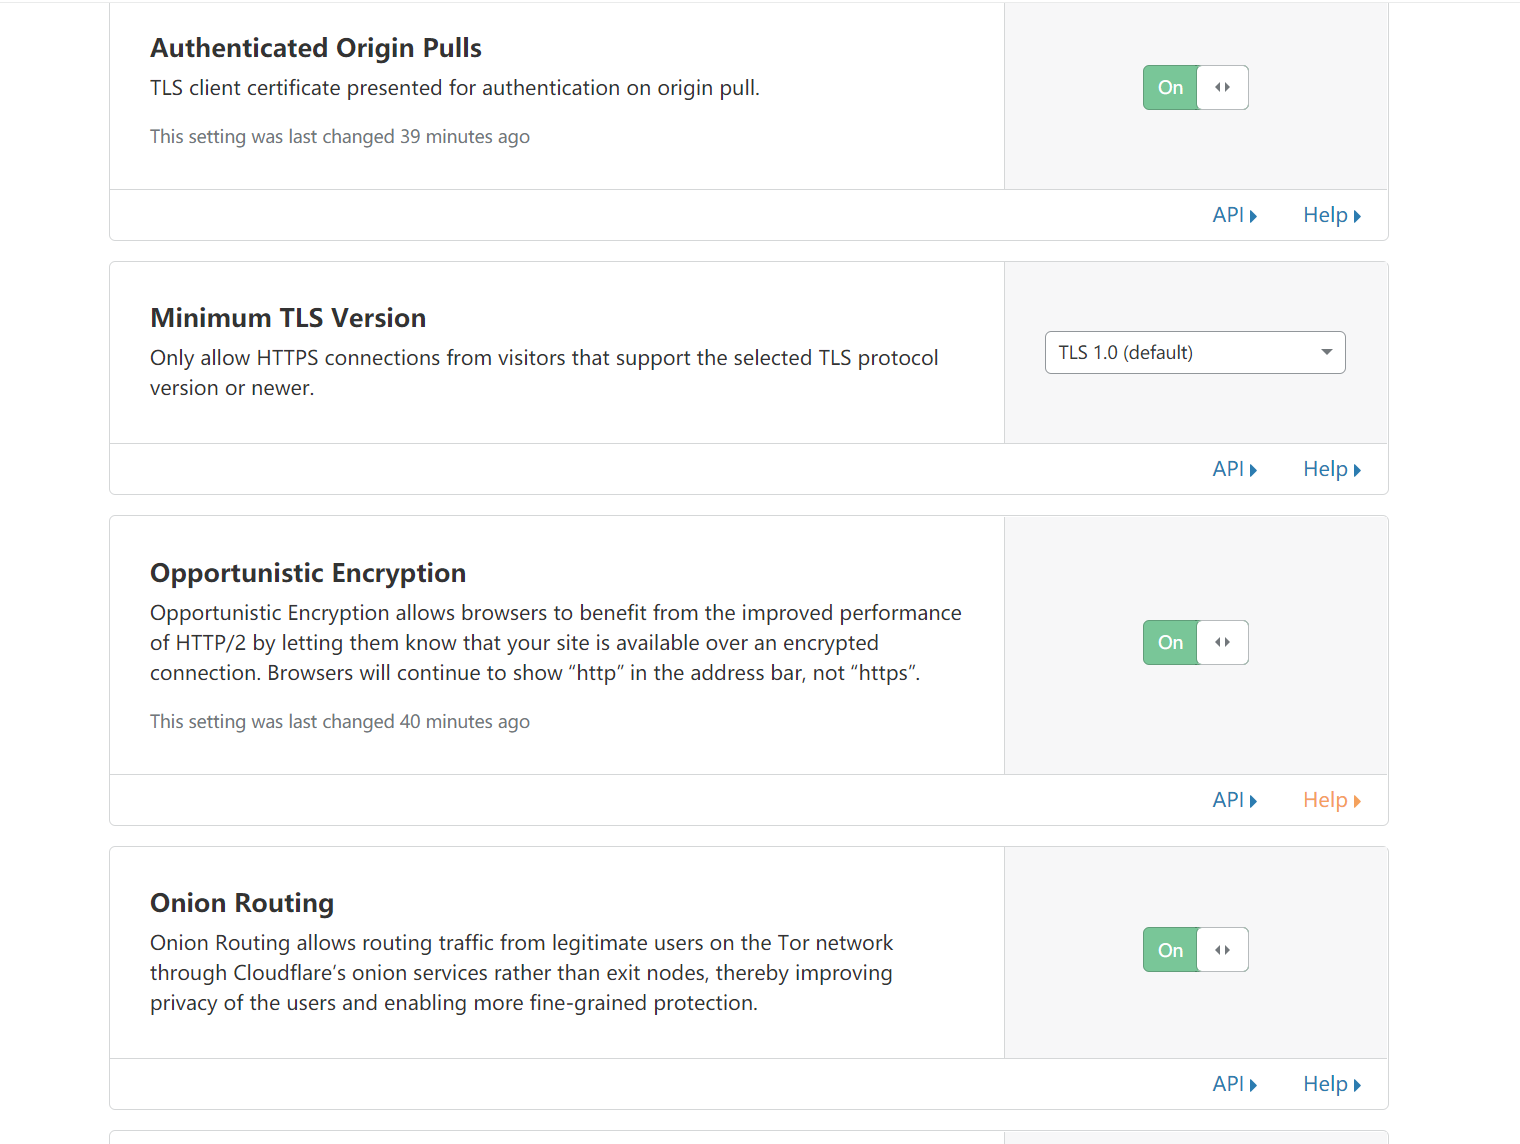 Authenticated Origin Pulls
TLS client certificate presented for authentication on origin pull.
This setting was last changed 39 minutes ago
On
API
Help
Minimum TLS Version
Only allow HTTPS connections from visitors that support the selected TLS protocol
version or newer.
TLS 1.0 (default)
API
Help
Opportunistic Encryption
Opportunistic Encryption allows browsers to benefit from the improved performance
of HTTP/2 by letting them know that your site is available over an encrypted
connection. Browsers will continue to show “http” in the address bar, not “https”.
This setting was last changed 40 minutes ago
On
API
Help
Onion Routing
Onion Routing allows routing traffic from legitimate users on the Tor network
through Cloudflare’s onion services rather than exit nodes, thereby improving
privacy of the users and enabling more fine-grained protection.
On
API
Help